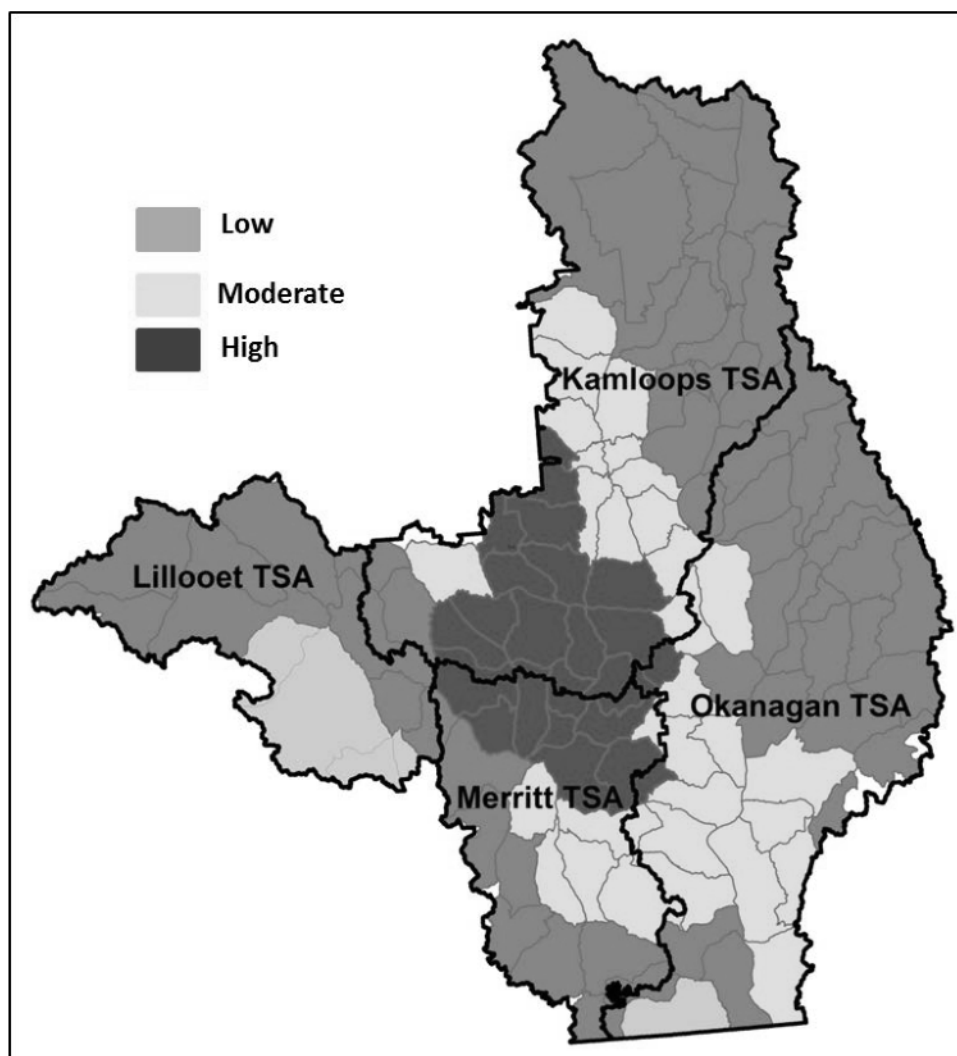 Low
Moderate
High
Kamloops TSA
Lillooet TSA
Okanagan TSA
Merritt TSA